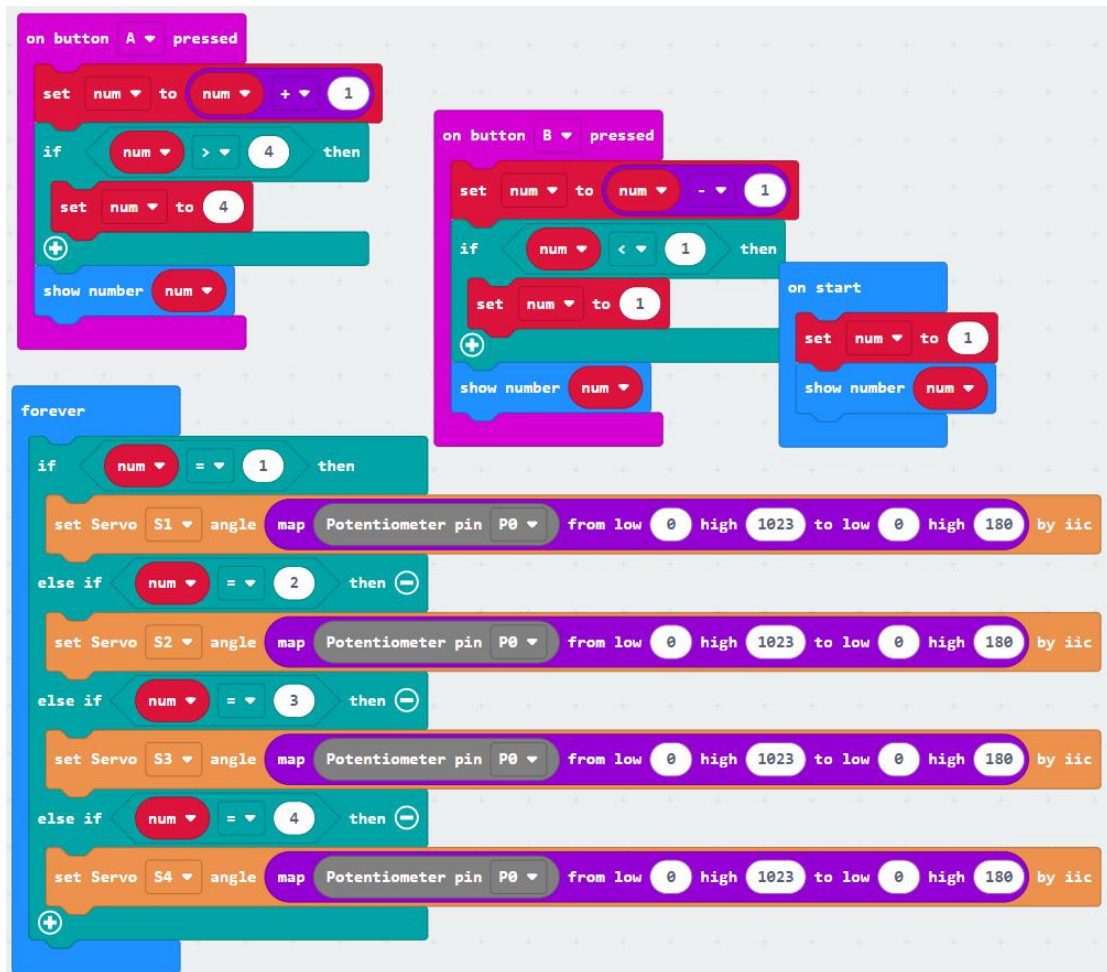 on button A pressed
set num to num + 1
if num > 4 then
set num to 4
show number num
on button B pressed
set num to num - 1
if num < 1 then
set num to 1
show number num
on start
set num to 1
show number num
forever
if num = 1 then
set Servo S1 angle map Potentiometer pin P0 from low 0 high 1023 to low 0 high 180 by iic
else if num = 2 then
set Servo S2 angle map Potentiometer pin P0 from low 0 high 1023 to low 0 high 180 by iic
else if num = 3 then
set Servo S3 angle map Potentiometer pin P0 from low 0 high 1023 to low 0 high 180 by iic
else if num = 4 then
set Servo S4 angle map Potentiometer pin P0 from low 0 high 1023 to low 0 high 180 by iic